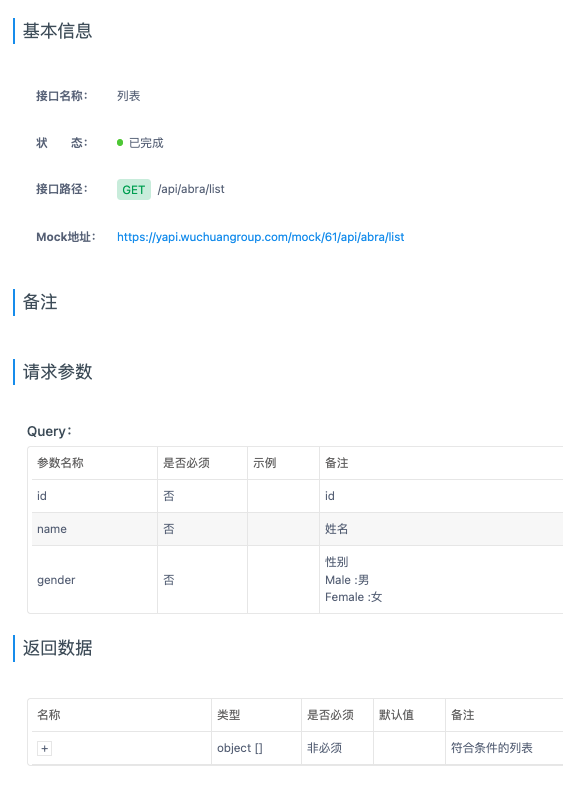 基本信息
接口名称： 列表
状　　态： 已完成
接口路径： GET /api/abra/list
Mock地址： https://yapi.wuchuangroup.com/mock/61/api/abra/list
备注
请求参数
Query：
参数名称 是否必须 示例 备注
id 否 id
name 否 姓名
gender 否 性别
Male :男
Female :女
返回数据
名称 类型 是否必须 默认值 备注
+ object [] 非必须 符合条件的列表